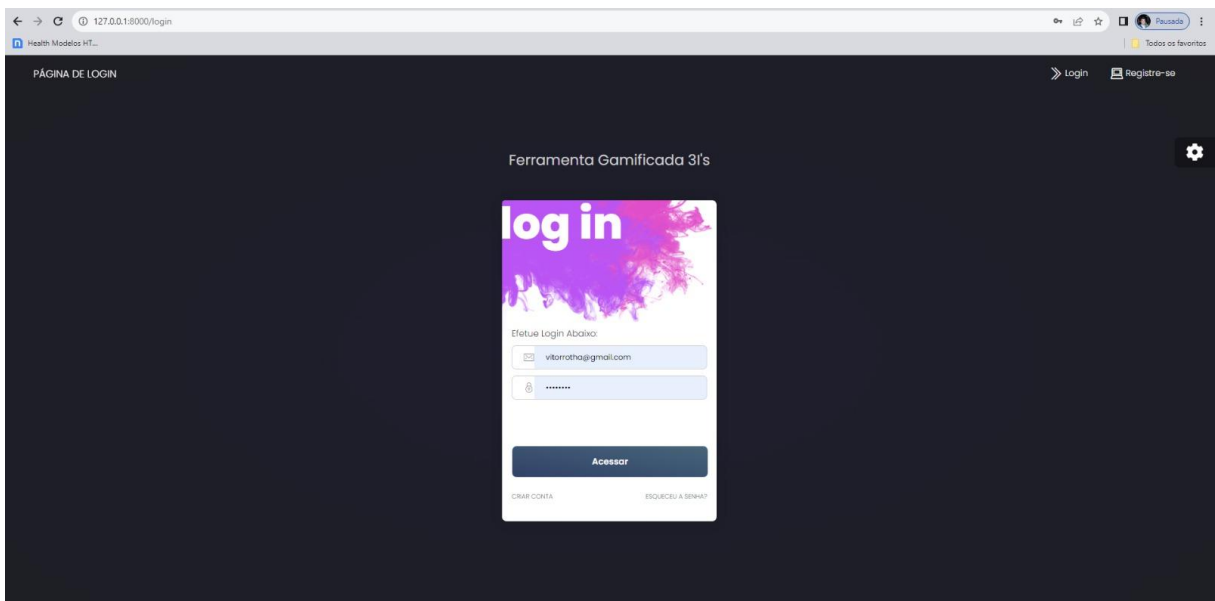 127.0.0.1:8000/login
Pausada
Health Modelos HT...
Todos os favoritos
PÁGINA DE LOGIN
Login
Registre-se
Ferramenta Gamificada 3I's
log in
Efetue Login Abaixo:
vitorrotha@gmail.com
••••••••
Acessar
CRIAR CONTA
ESQUECEU A SENHA?